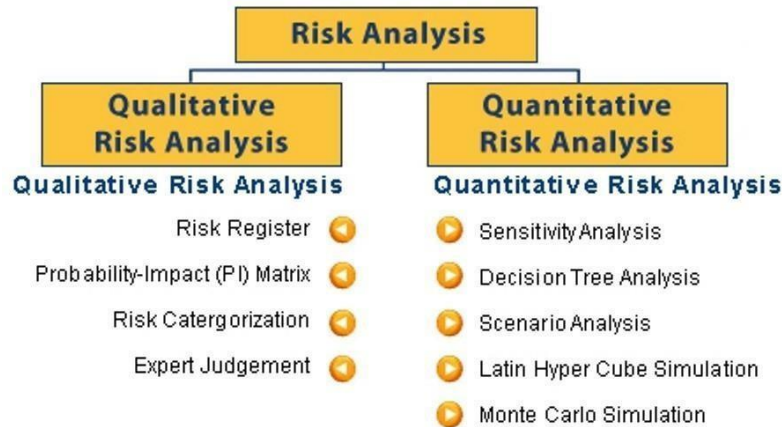 Risk Analysis
Qualitative
Risk Analysis
Quantitative
Risk Analysis
Qualitative Risk Analysis
Risk Register
Probability-Impact (PI) Matrix
Risk Catergorization
Expert Judgement
Quantitative Risk Analysis
Sensitivity Analysis
Decision Tree Analysis
Scenario Analysis
Latin Hyper Cube Simulation
Monte Carlo Simulation